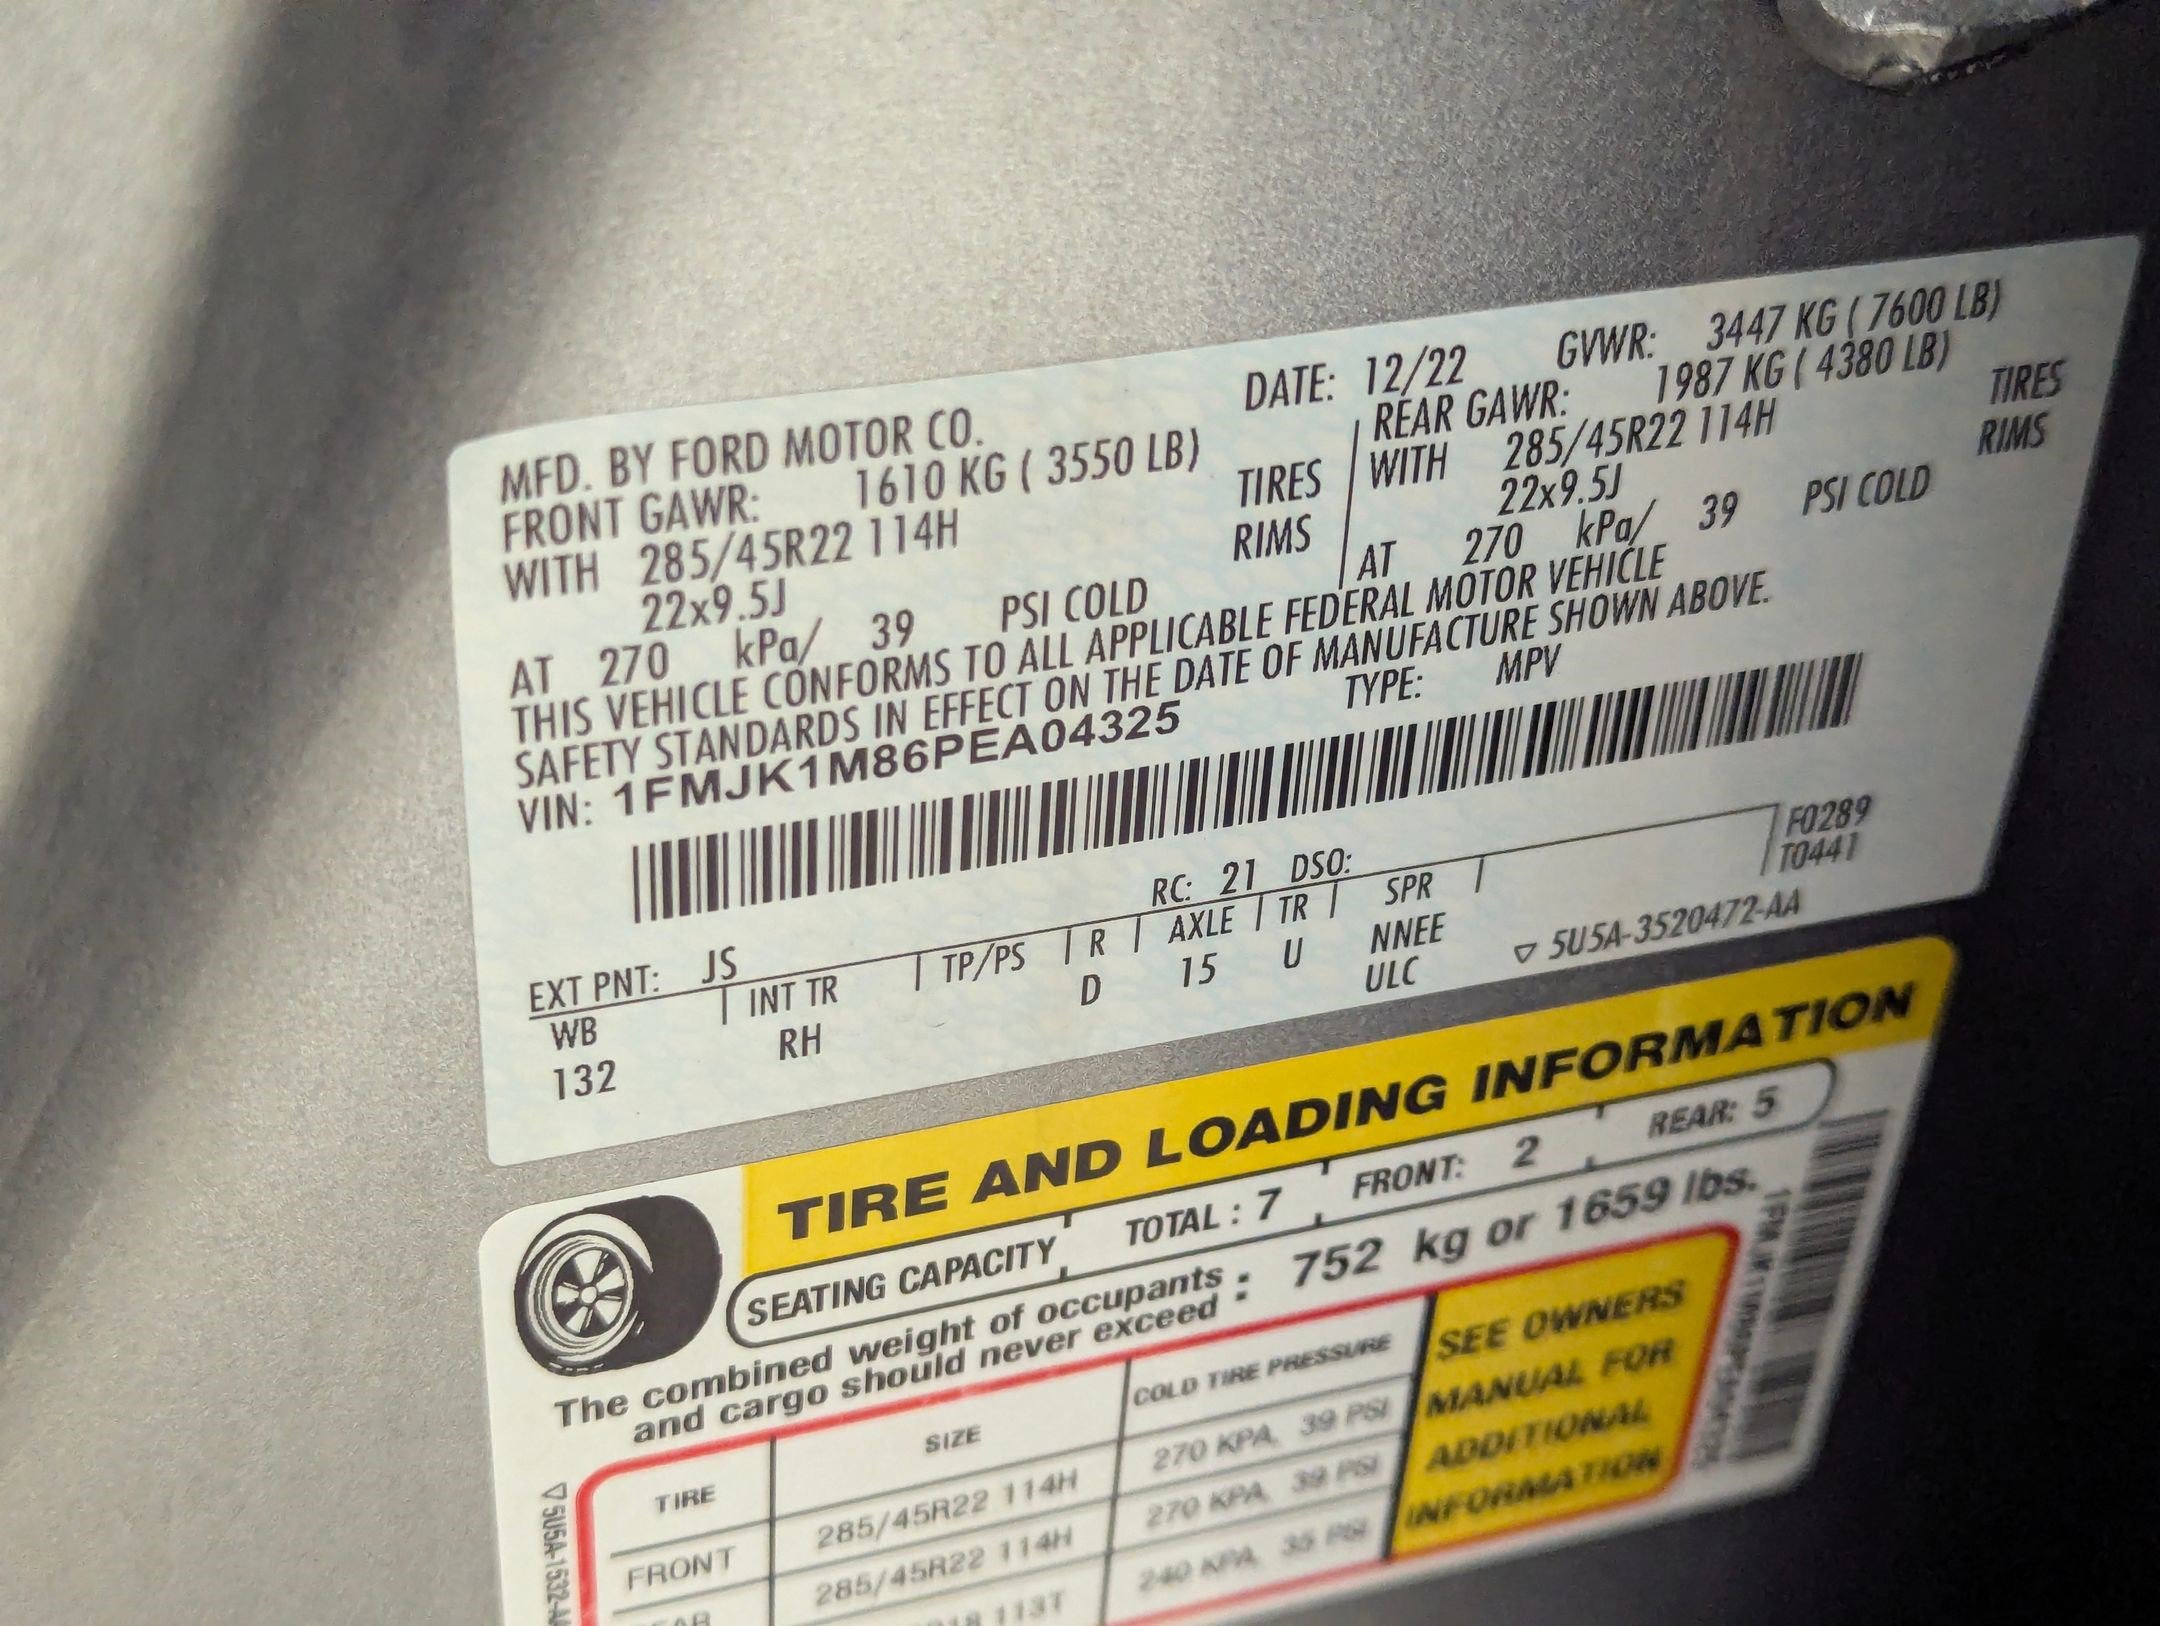 DATE: 12/22 GVWR: 3447 KG ( 7600 LB)
MFD. BY FORD MOTOR CO.
FRONT GAWR: 1610 KG ( 3550 LB) REAR GAWR: 1987 KG ( 4380 LB)
WITH 285/45R22 114H TIRES WITH 285/45R22 114H TIRES
22x9.5J RIMS 22x9.5J RIMS
AT 270 kPa/ 39 PSI COLD AT 270 kPa/ 39 PSI COLD
THIS VEHICLE CONFORMS TO ALL APPLICABLE FEDERAL MOTOR VEHICLE
SAFETY STANDARDS IN EFFECT ON THE DATE OF MANUFACTURE SHOWN ABOVE.
VIN: 1FMJK1M86PEA04325 TYPE: MPV
F0289
T0441
EXT PNT: JS RC: 21 DSO:
WB INT TR TP/PS R AXLE TR SPR
132 RH D 15 U NNEE
ULC
▽ 5U5A-3520472-AA
TIRE AND LOADING INFORMATION
SEATING CAPACITY TOTAL : 7 FRONT: 2 REAR: 5
The combined weight of occupants
and cargo should never exceed : 752 kg or 1659 lbs.
TIRE SIZE COLD TIRE PRESSURE
FRONT 285/45R22 114H 270 KPA, 39 PSI
285/45R22 114H 270 KPA, 39 PSI
113T 240 KPA, 35 PSI
SEE OWNERS
MANUAL FOR
ADDITIONAL
INFORMATION